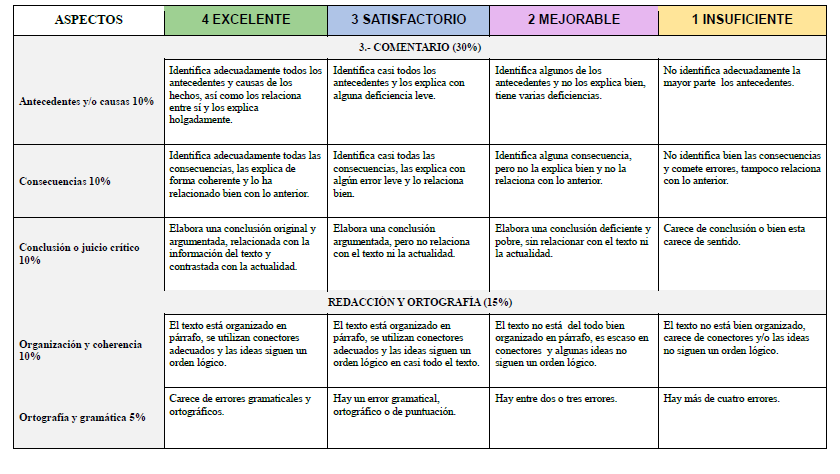 ASPECTOS 4 EXCELENTE 3 SATISFACTORIO 2 MEJORABLE 1 INSUFICIENTE
3.- COMENTARIO (30%)
Antecedentes y/o causas 10%
Identifica adecuadamente todos los
antecedentes y causas de los
hechos, así como los relaciona
entre sí y los explica
holgadamente.
Identifica casi todos los
antecedentes y los explica con
alguna deficiencia leve.
Identifica algunos de los
antecedentes y no los explica bien,
tiene varias deficiencias.
No identifica adecuadamente la
mayor parte los antecedentes.
Consecuencias 10%
Identifica adecuadamente todas las
consecuencias, las explica de
forma coherente y lo ha
relacionado bien con lo anterior.
Identifica casi todas las
consecuencias, las explica con
algún error leve y lo relaciona
bien.
Identifica alguna consecuencia,
pero no la explica bien y no la
relaciona con lo anterior.
No identifica bien las consecuencias
y comete errores, tampoco relaciona
con lo anterior.
Conclusión o juicio crítico
10%
Elabora una conclusión original y
argumentada, relacionada con la
información del texto y
contrastada con la actualidad.
Elabora una conclusión
argumentada, pero no relaciona
con el texto ni la actualidad.
Elabora una conclusión deficiente y
pobre, sin relacionar con el texto ni
la actualidad.
Carece de conclusión o bien esta
carece de sentido.
REDACCIÓN Y ORTOGRAFÍA (15%)
Organización y coherencia
10%
El texto está organizado en
párrafo, se utilizan conectores
adecuados y las ideas siguen un
orden lógico.
El texto está organizado en
párrafo, se utilizan conectores
adecuados y las ideas siguen un
orden lógico en casi todo el texto.
El texto no está del todo bien
organizado en párrafo, es escaso en
conectores y algunas ideas no
siguen un orden lógico.
El texto no está bien organizado,
carece de conectores y/o las ideas
no siguen un orden lógico.
Ortografía y gramática 5%
Carece de errores gramaticales y
ortográficos.
Hay un error gramatical,
ortográfico o de puntuación.
Hay entre dos o tres errores.
Hay más de cuatro errores.